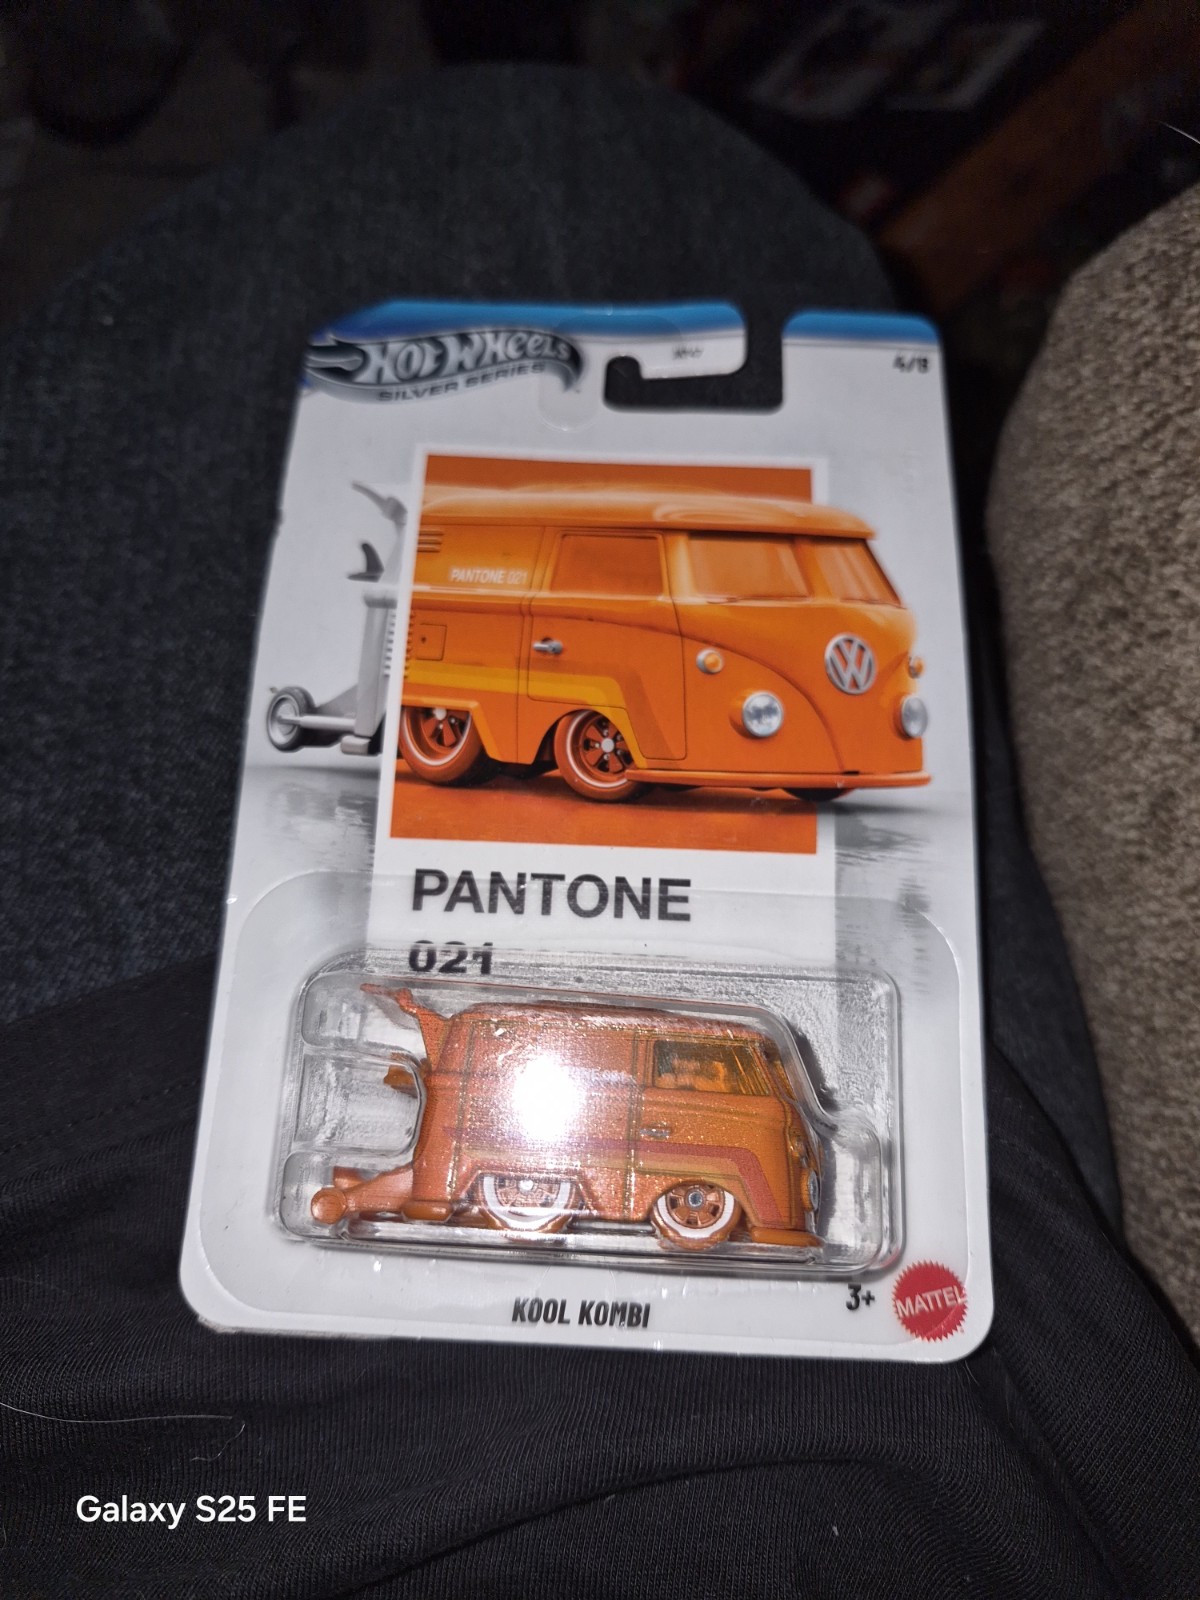 Hot Wheels
SILVER SERIES
4/8
PANTONE 021
PANTONE
021
KOOL KOMBI
3+
MATTEL
Galaxy S25 FE